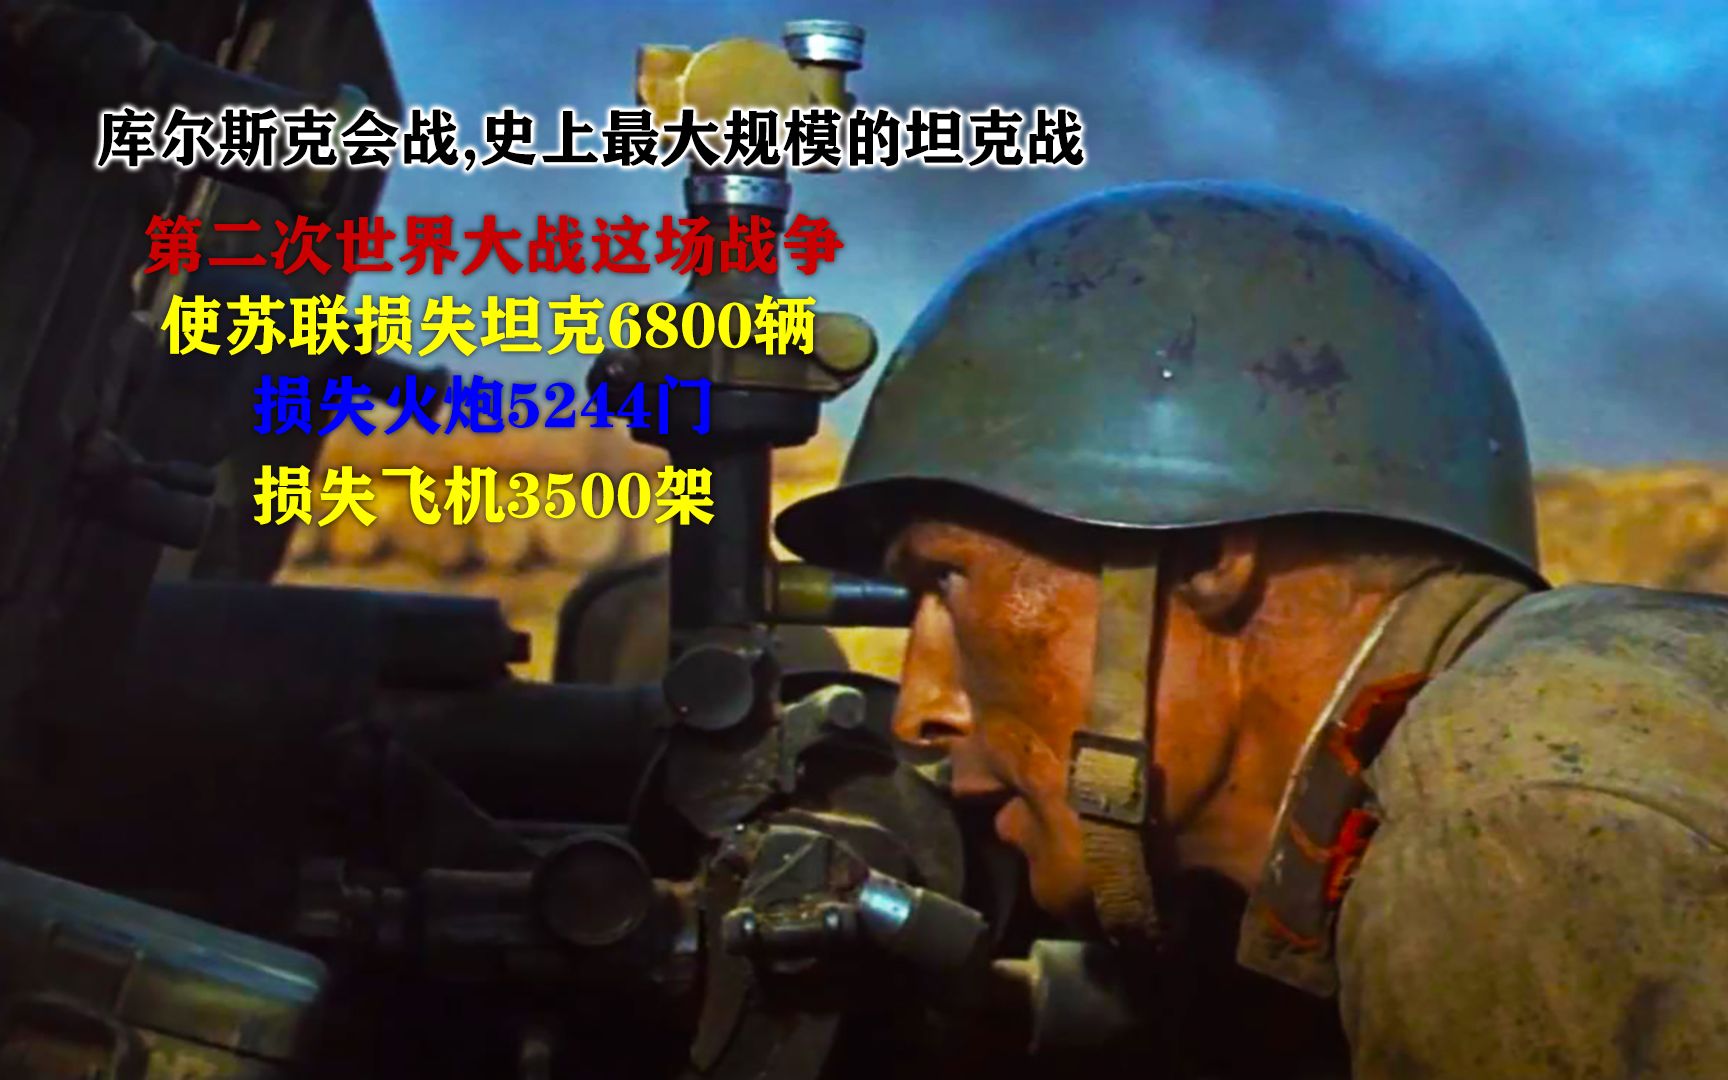 库尔斯克会战,史上最大规模的坦克战
第二次世界大战这场战争
使苏联损失坦克6800辆
损失火炮5244门
损失飞机3500架